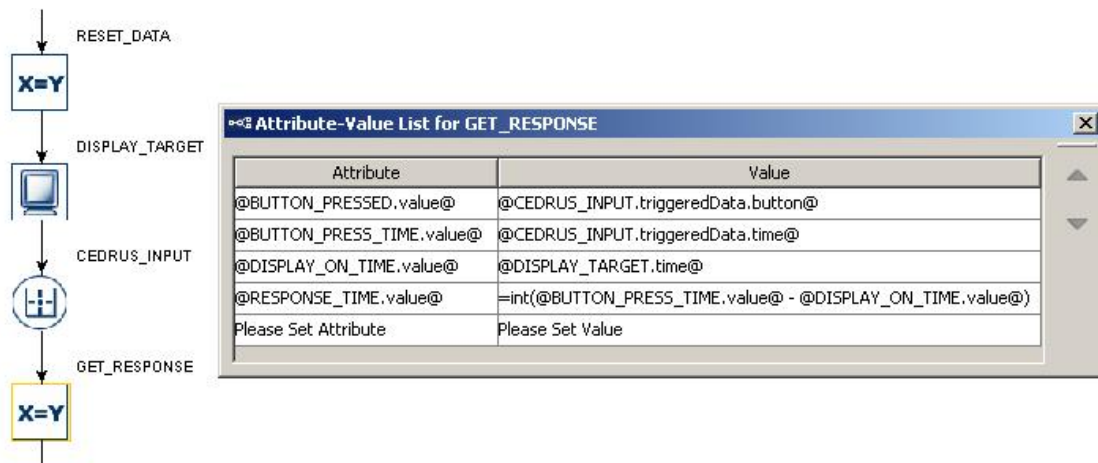 RESET_DATA
X=Y
DISPLAY_TARGET
CEDRUS_INPUT
GET_RESPONSE
X=Y
Attribute-Value List for GET_RESPONSE
Attribute Value
@BUTTON_PRESSED.value@ @CEDRUS_INPUT.triggeredData.button@
@BUTTON_PRESS_TIME.value@ @CEDRUS_INPUT.triggeredData.time@
@DISPLAY_ON_TIME.value@ @DISPLAY_TARGET.time@
@RESPONSE_TIME.value@ =int(@BUTTON_PRESS_TIME.value@ - @DISPLAY_ON_TIME.value@)
Please Set Attribute Please Set Value